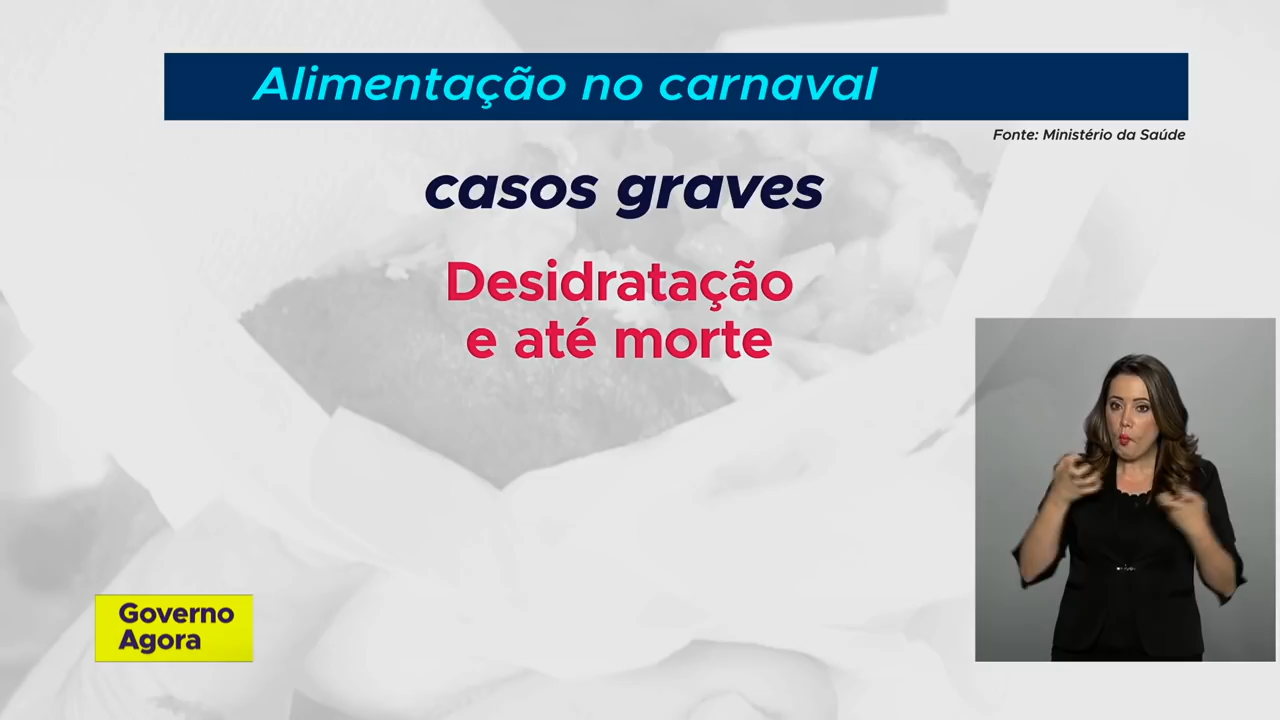 Alimentação no carnaval
Fonte: Ministério da Saúde
casos graves
Desidratação
e até morte
Governo
Agora